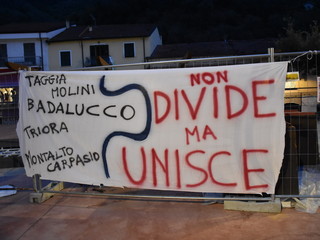 TAGGIA
MOLINI
BADALUCCO
TRIORA
MONTALTO
CARPASIO
NON
DIVIDE
MA
UNISCE